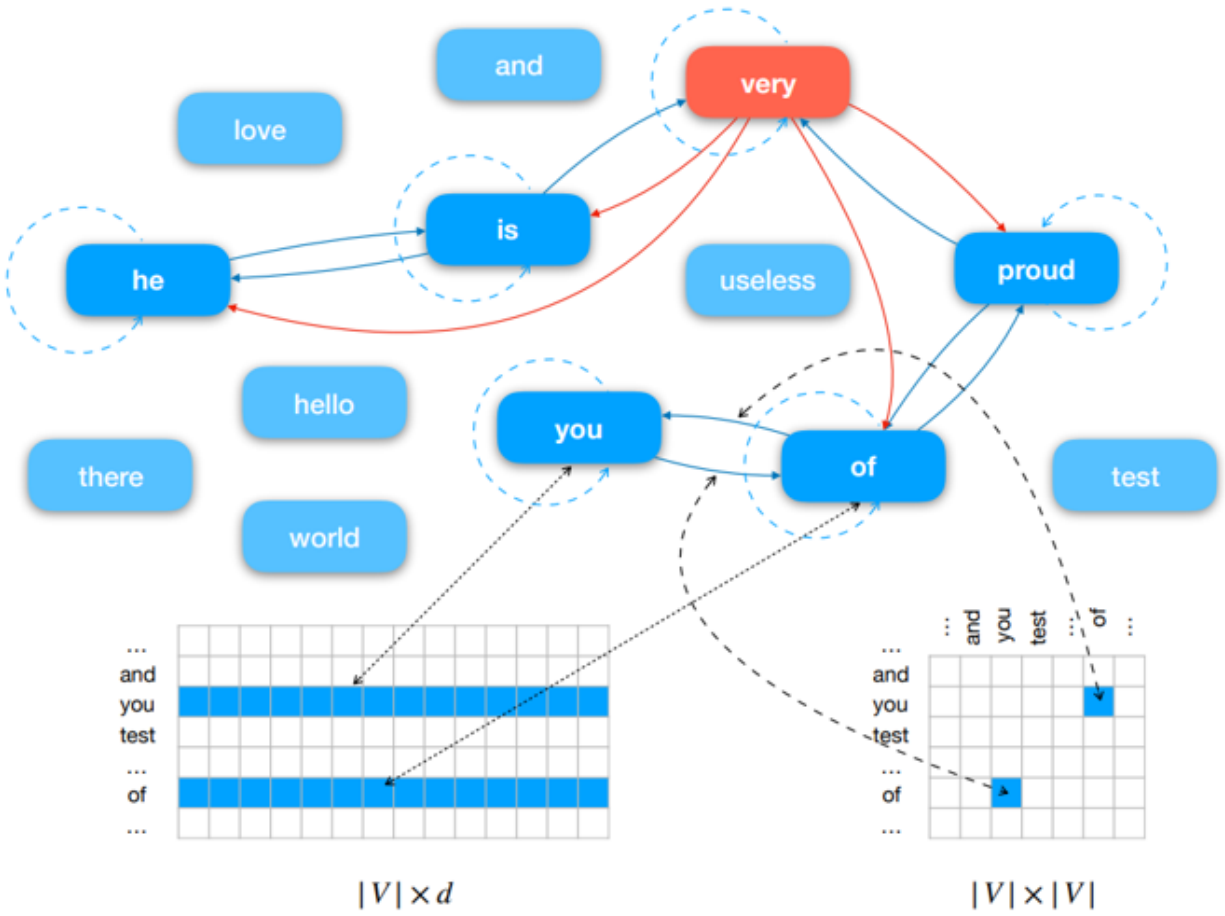 and
very
love
is
he
proud
useless
hello
you
of
there
test
world
...
and
you
test
...
of
...
... and you test ... of ...
...
and
you
test
...
of
...
|V| × d
|V| × |V|